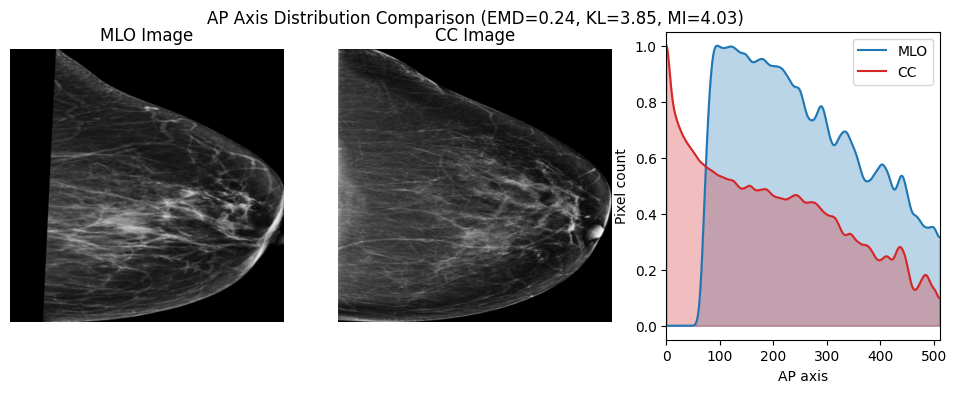 AP Axis Distribution Comparison (EMD=0.24, KL=3.85, MI=4.03)
MLO Image
CC Image
MLO
CC
Pixel count
1.0
0.8
0.6
0.4
0.2
0.0
0 100 200 300 400 500
AP axis